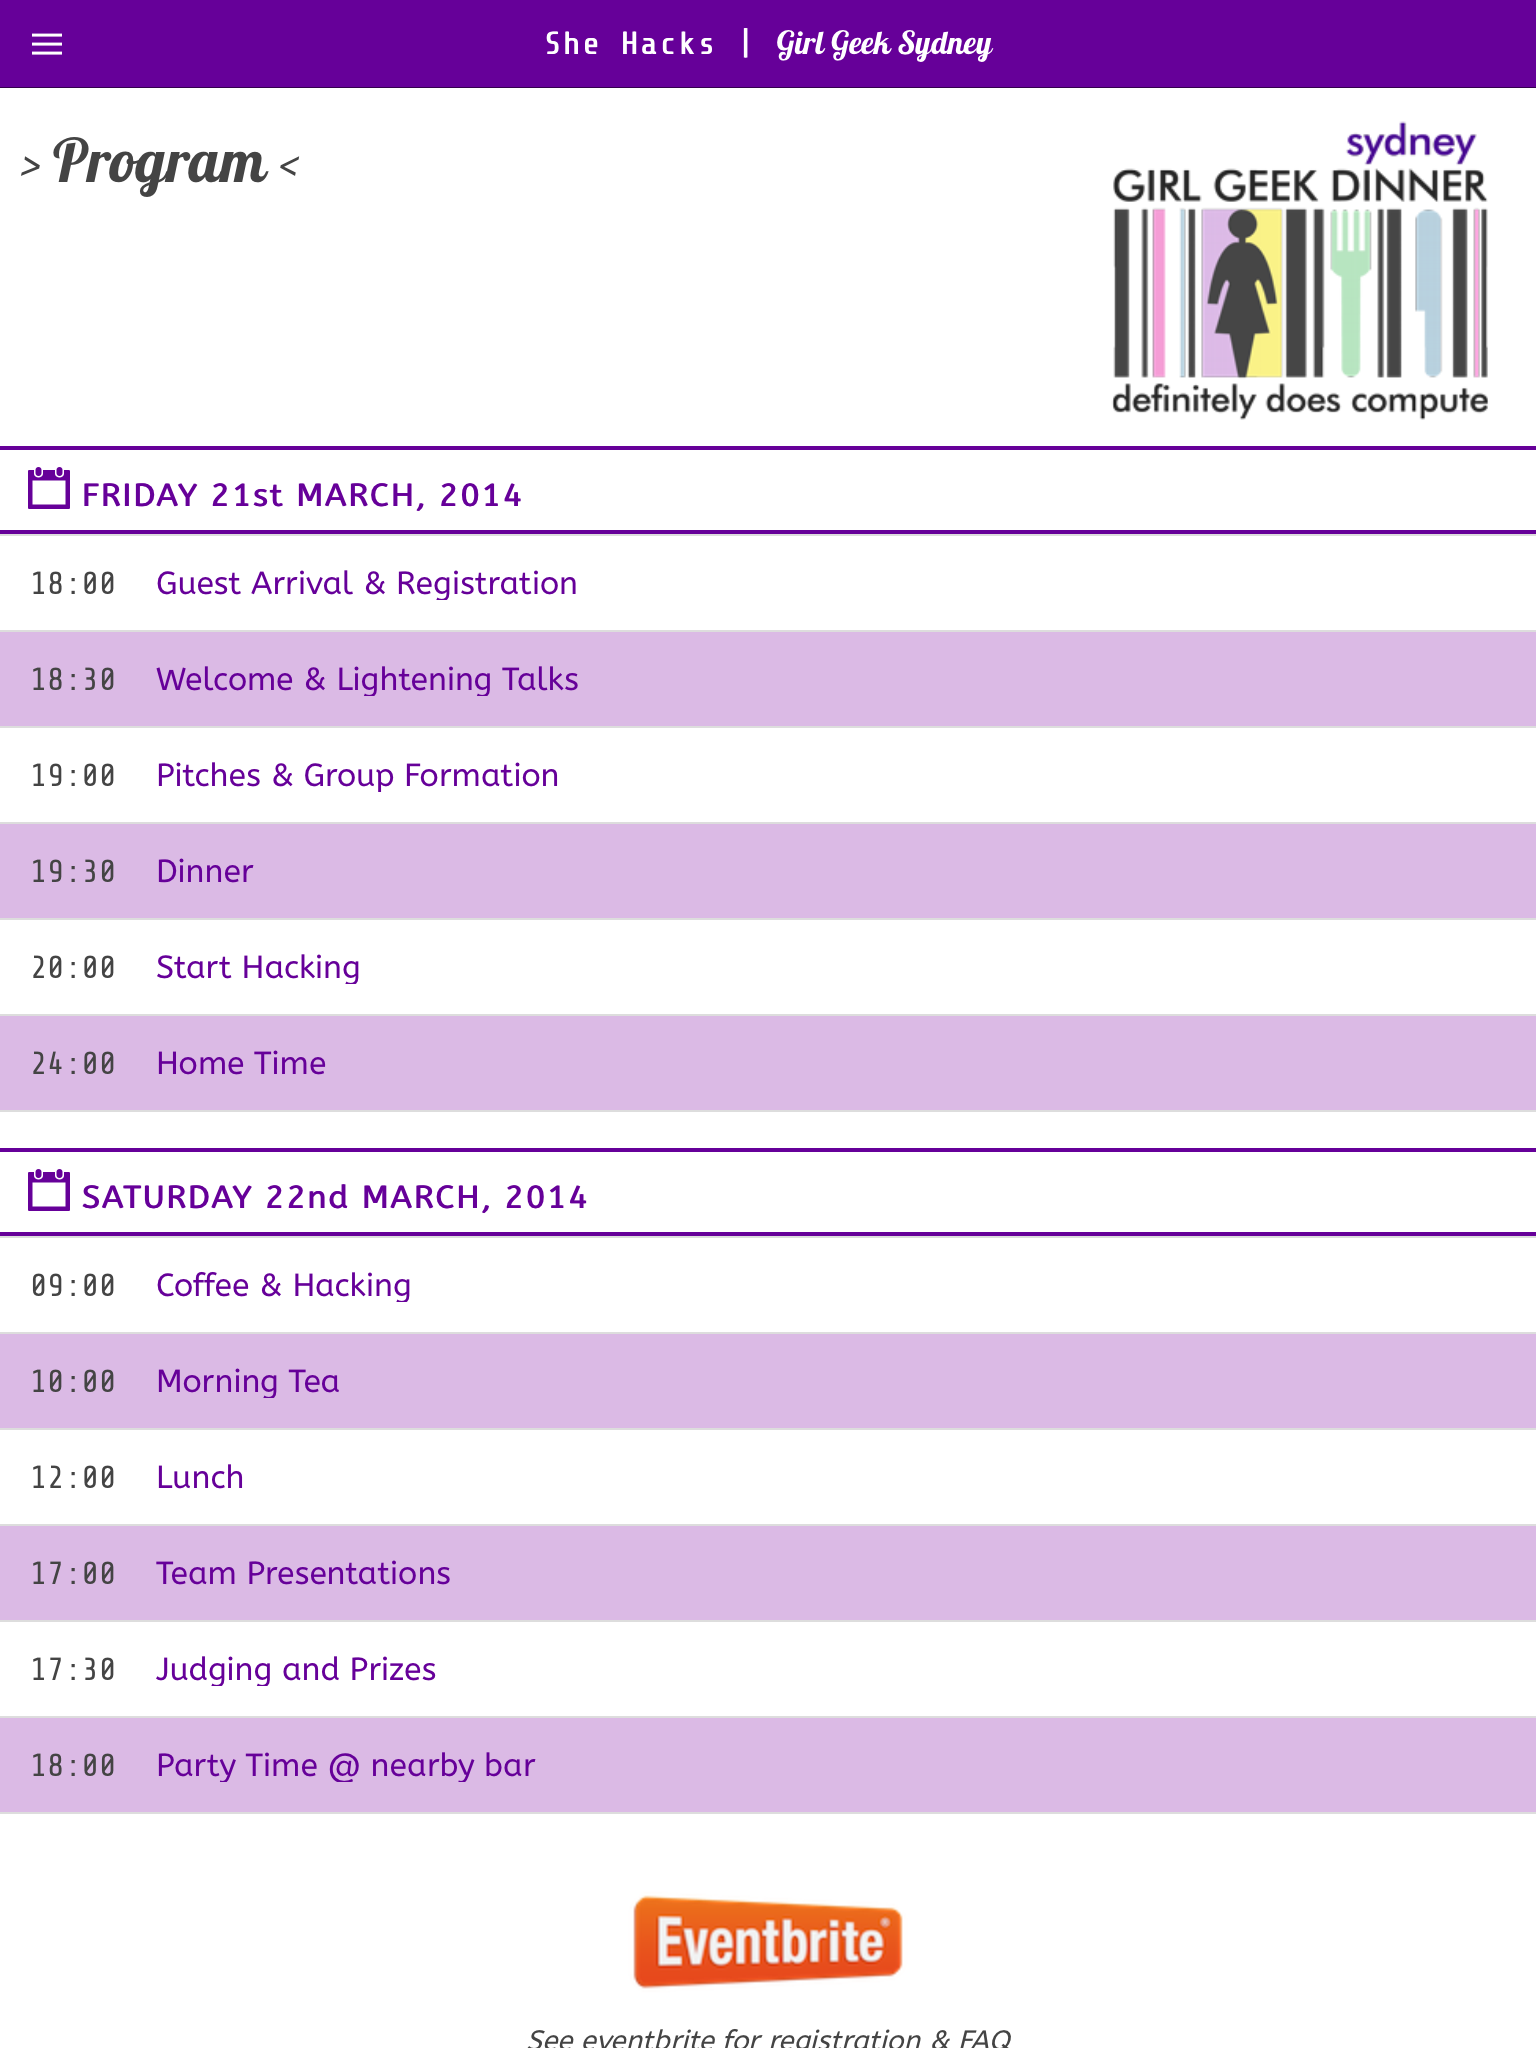 She Hacks | Girl Geek Sydney
> Program <
sydney
GIRL GEEK DINNER
definitely does compute
FRIDAY 21st MARCH, 2014
18:00 Guest Arrival & Registration
18:30 Welcome & Lightening Talks
19:00 Pitches & Group Formation
19:30 Dinner
20:00 Start Hacking
24:00 Home Time
SATURDAY 22nd MARCH, 2014
09:00 Coffee & Hacking
10:00 Morning Tea
12:00 Lunch
17:00 Team Presentations
17:30 Judging and Prizes
18:00 Party Time @ nearby bar
Eventbrite®
See eventbrite for registration & FAQ